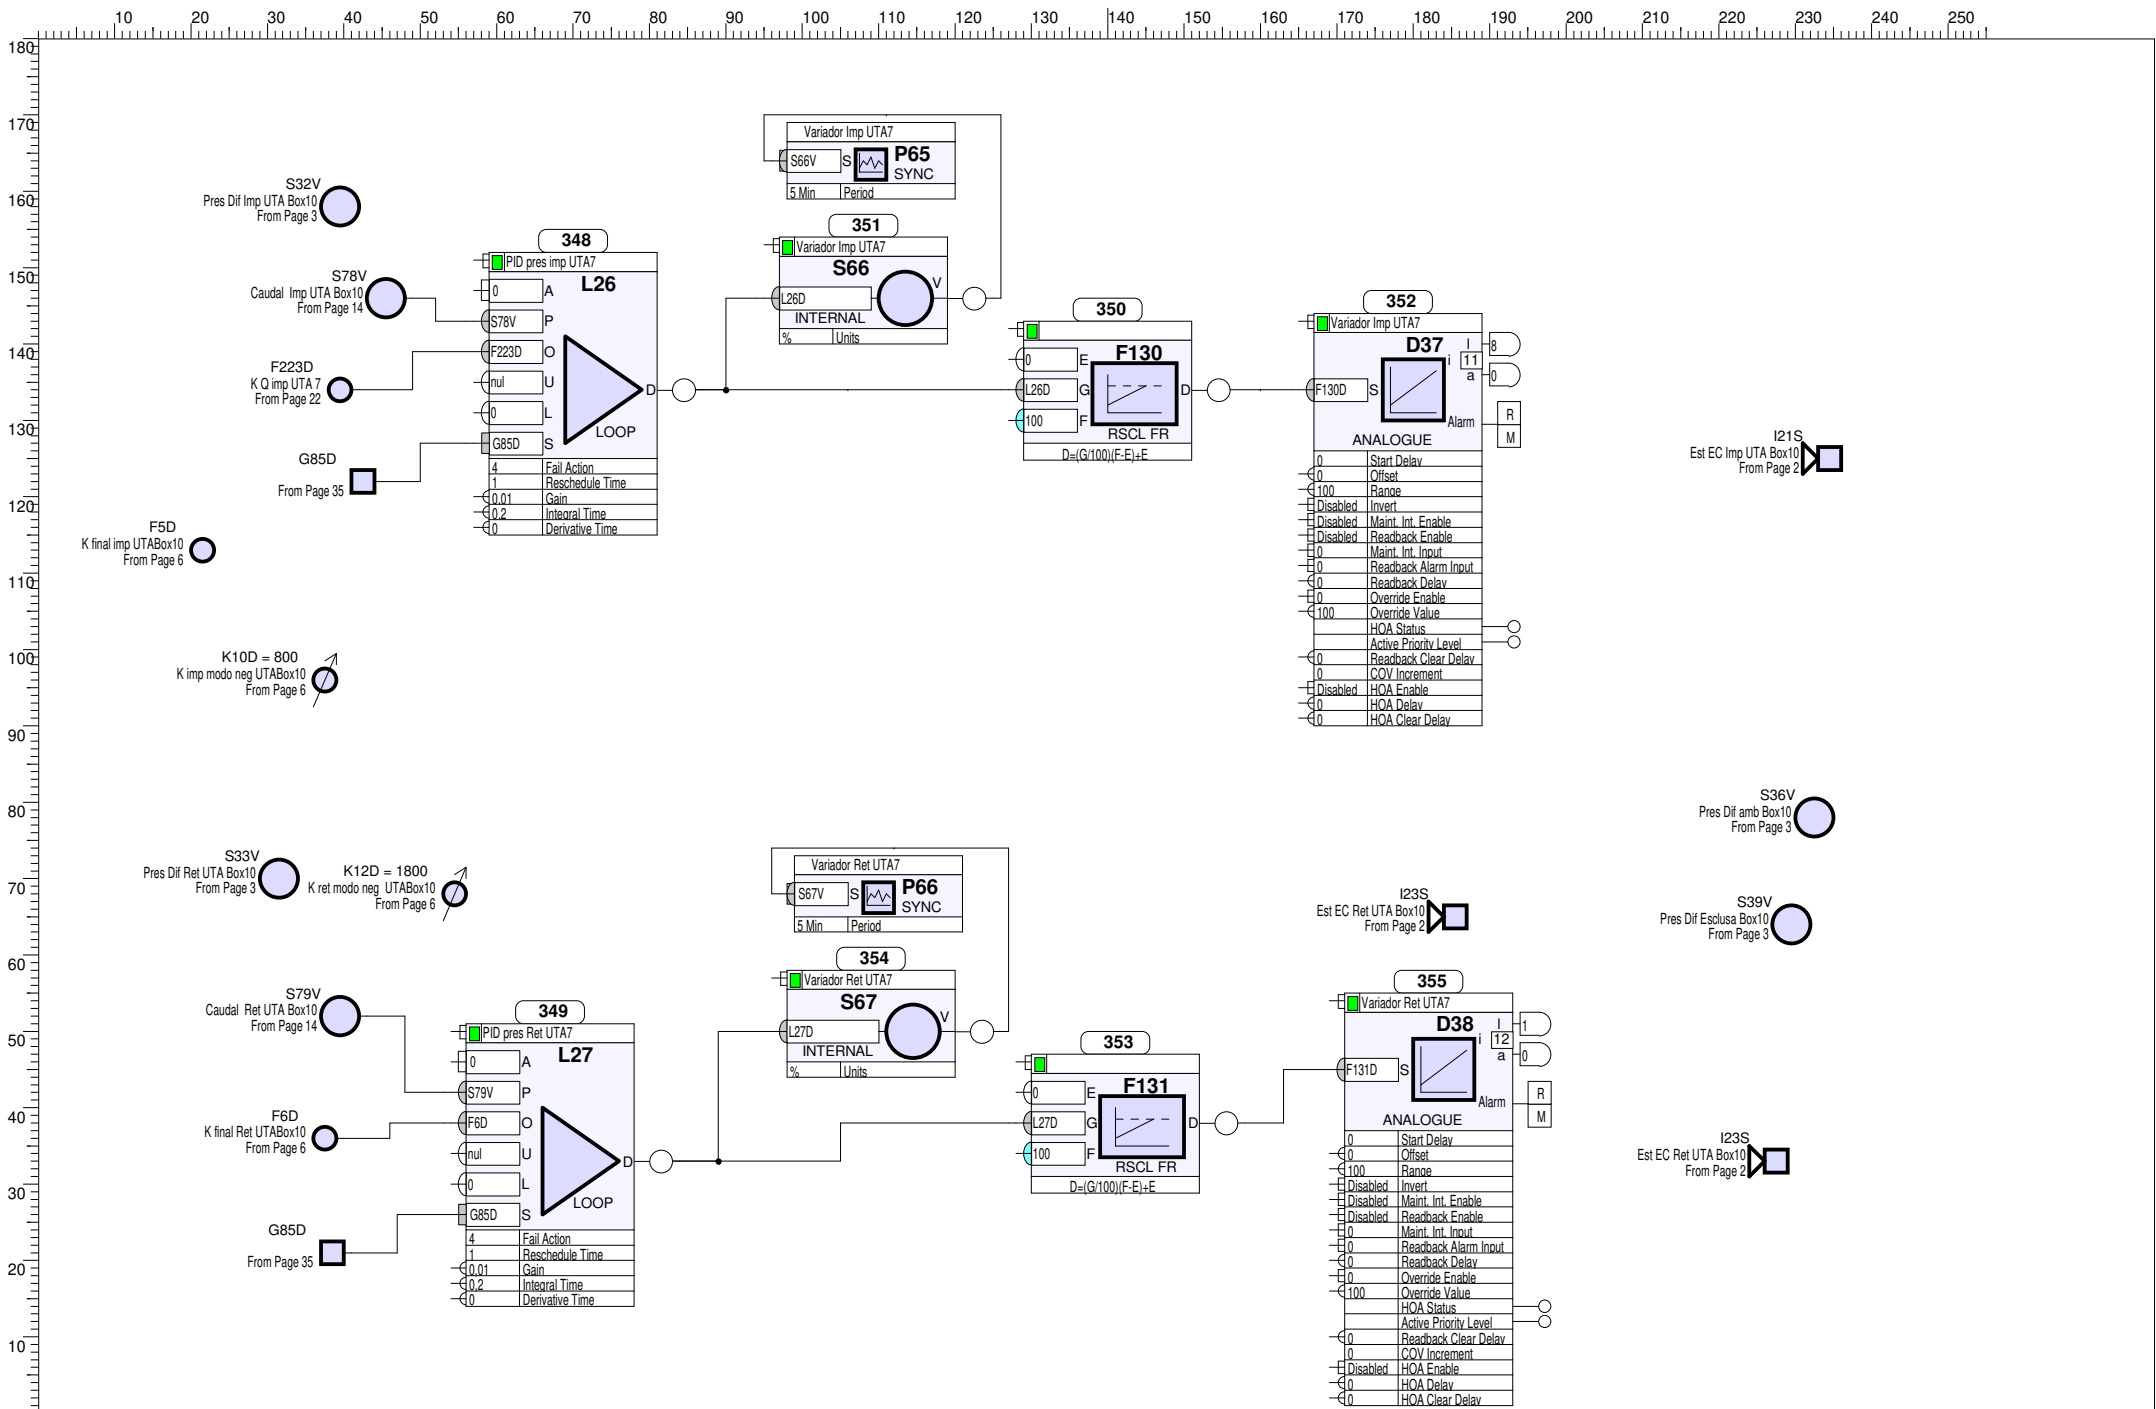 10 20 30 40 50 60 70 80 90 100 110 120 130 140 150 160 170 180 190 200 210 220 230 240 250
180
170
160
150
140
130
120
110
100
90
80
70
60
50
40
30
20
10
Variador Imp UTA7
S66V S P65
SYNC
5 Min Period
S32V
Pres Dif Imp UTA Box10
From Page 3
S78V
Caudal Imp UTA Box10
From Page 14
F223D
K Q imp UTA 7
From Page 22
G85D
From Page 35
F5D
K final imp UTABox10
From Page 6
K10D = 800
K imp modo neg UTABox10
From Page 6
348
PID pres imp UTA7
L26
0 A
S78V P
F223D O
nul U
0 L
G85D S
D
LOOP
4 Fail Action
1 Reschedule Time
0,01 Gain
0,2 Integral Time
0 Derivative Time
351
Variador Imp UTA7
S66
L26D V
INTERNAL
% Units
350
F130
0 E
L26D G D
100 F
RSCL FR
D=(G/100)(F-E)+E
352
Variador Imp UTA7
D37
F130D S
I 8
i 11
a 0
Alarm R
M
ANALOGUE
0 Start Delay
0 Offset
100 Range
Disabled Invert
Disabled Maint. Int. Enable
Disabled Readback Enable
0 Maint. Int. Input
0 Readback Alarm Input
0 Readback Delay
0 Override Enable
100 Override Value
HOA Status
Active Priority Level
0 Readback Clear Delay
0 COV Increment
Disabled HOA Enable
0 HOA Delay
0 HOA Clear Delay
I21S
Est EC Imp UTA Box10
From Page 2
S36V
Pres Dif amb Box10
From Page 3
S33V
Pres Dif Ret UTA Box10
From Page 3
K12D = 1800
K ret modo neg UTABox10
From Page 6
Variador Ret UTA7
S67V S P66
SYNC
5 Min Period
I23S
Est EC Ret UTA Box10
From Page 2
S39V
Pres Dif Esclusa Box10
From Page 3
S79V
Caudal Ret UTA Box10
From Page 14
F6D
K final Ret UTABox10
From Page 6
G85D
From Page 35
349
PID pres Ret UTA7
L27
0 A
S79V P
F6D O
nul U
0 L
G85D S
D
LOOP
4 Fail Action
1 Reschedule Time
0,01 Gain
0,2 Integral Time
0 Derivative Time
354
Variador Ret UTA7
S67
L27D V
INTERNAL
% Units
353
F131
0 E
L27D G D
100 F
RSCL FR
D=(G/100)(F-E)+E
355
Variador Ret UTA7
D38
F131D S
I 1
i 12
a 0
Alarm R
M
ANALOGUE
0 Start Delay
0 Offset
100 Range
Disabled Invert
Disabled Maint. Int. Enable
Disabled Readback Enable
0 Maint. Int. Input
0 Readback Alarm Input
0 Readback Delay
0 Override Enable
100 Override Value
HOA Status
Active Priority Level
0 Readback Clear Delay
0 COV Increment
Disabled HOA Enable
0 HOA Delay
0 HOA Clear Delay
I23S
Est EC Ret UTA Box10
From Page 2